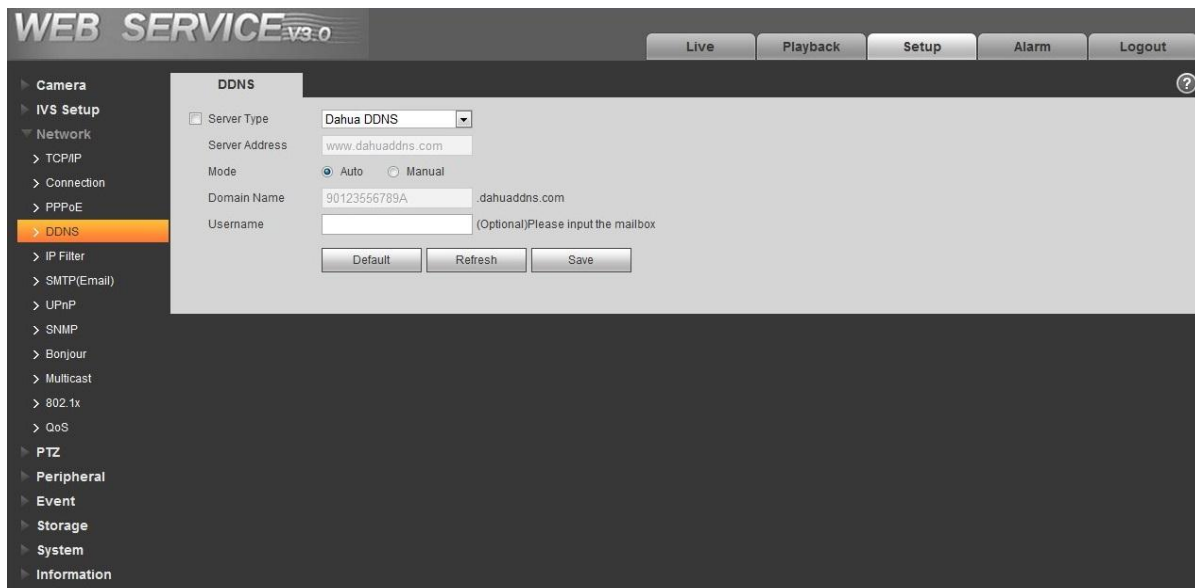 WEB SERVICE V3.0
Live
Playback
Setup
Alarm
Logout
Camera
IVS Setup
Network
TCP/IP
Connection
PPPoE
DDNS
IP Filter
SMTP(Email)
UPnP
SNMP
Bonjour
Multicast
802.1x
QoS
PTZ
Peripheral
Event
Storage
System
Information
DDNS
?
Server Type Dahua DDNS
Server Address www.dahuaddns.com
Mode Auto Manual
Domain Name 90123556789A .dahuaddns.com
Username (Optional)Please input the mailbox
Default Refresh Save